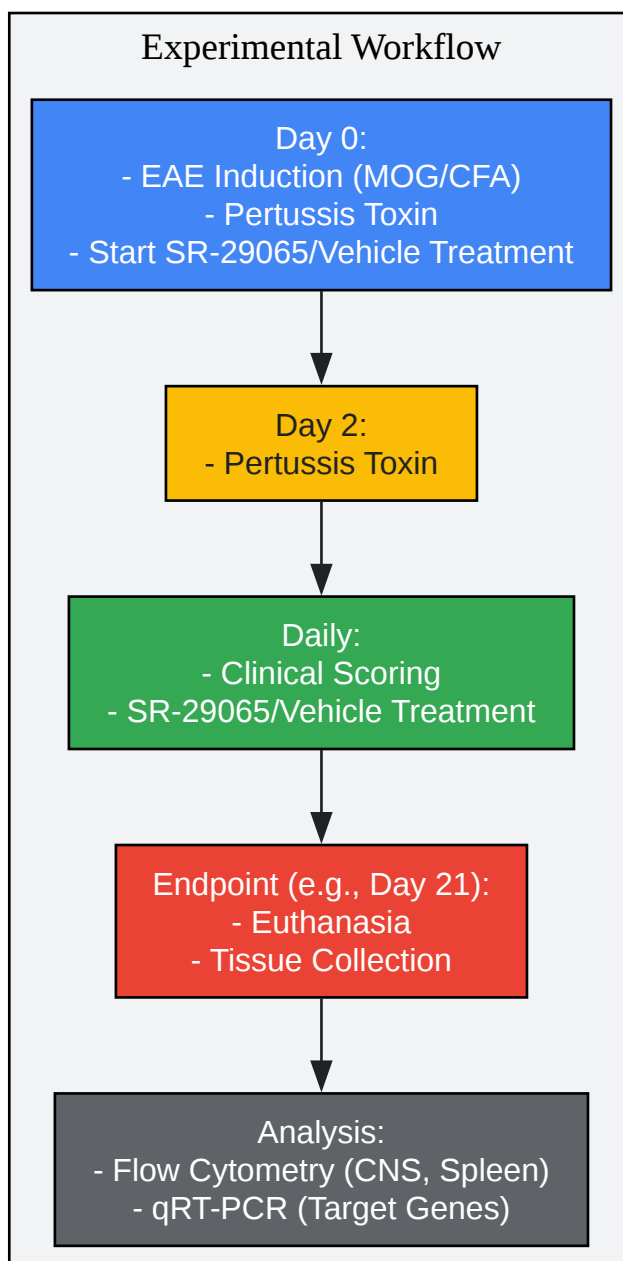 Experimental Workflow
Day 0:
- EAE Induction (MOG/CFA)
- Pertussis Toxin
- Start SR-29065/Vehicle Treatment
Day 2:
- Pertussis Toxin
Daily:
- Clinical Scoring
- SR-29065/Vehicle Treatment
Endpoint (e.g., Day 21):
- Euthanasia
- Tissue Collection
Analysis:
- Flow Cytometry (CNS, Spleen)
- qRT-PCR (Target Genes)